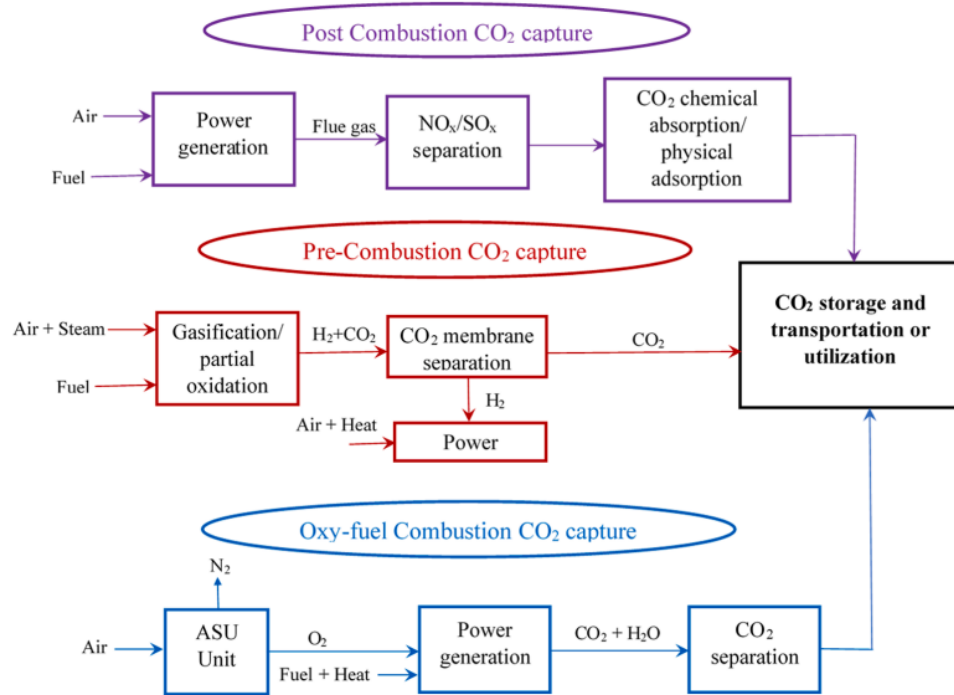 Post Combustion CO₂ capture
Air
Fuel
Power
generation
Flue gas
NOₓ/SOₓ
separation
CO₂ chemical
absorption/
physical
adsorption
Pre-Combustion CO₂ capture
Air + Steam
Fuel
Gasification/
partial
oxidation
H₂+CO₂
CO₂ membrane
separation
CO₂
H₂
Air + Heat
Power
CO₂ storage and
transportation or
utilization
Oxy-fuel Combustion CO₂ capture
N₂
Air
ASU
Unit
O₂
Fuel + Heat
Power
generation
CO₂ + H₂O
CO₂
separation